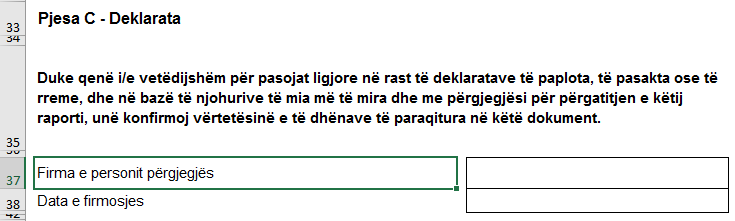 33 Pjesa C - Deklarata
34
Duke qenë i/e vetëdijshëm për pasojat ligjore në rast të deklaratave të paplota, të pasakta ose të
rreme, dhe në bazë të njohurive të mia më të mira dhe me përgjegjësi për përgatitjen e këtij
35 raporti, unë konfirmoj vërtetësinë e të dhënave të paraqitura në këtë dokument.
36
37 Firma e personit përgjegjës
38 Data e firmosjes
42